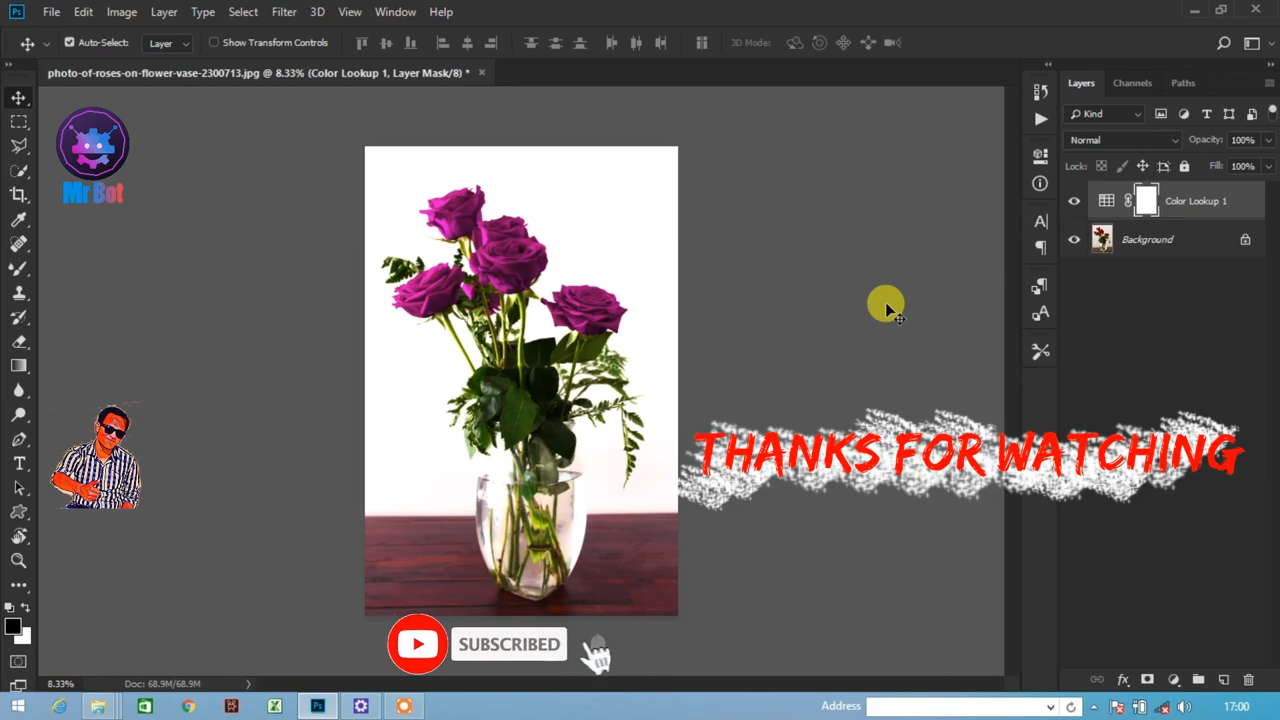 Ps File Edit Image Layer Type Select Filter 3D View Window Help
Auto-Select: Layer Show Transform Controls 3D Mode:
photo-of-roses-on-flower-vase-2300713.jpg @ 8.33% (Color Lookup 1, Layer Mask/8) *
Layers Channels Paths
Kind
Normal Opacity: 100%
Lock: Fill: 100%
Color Lookup 1
Background
Mr Bot
THANKS FOR WATCHING
SUBSCRIBED
8.33% Doc: 68.9M/68.9M
Address
17:00